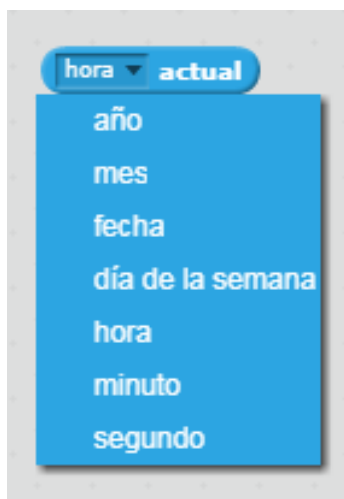 hora actual
año
mes
fecha
día de la semana
hora
minuto
segundo